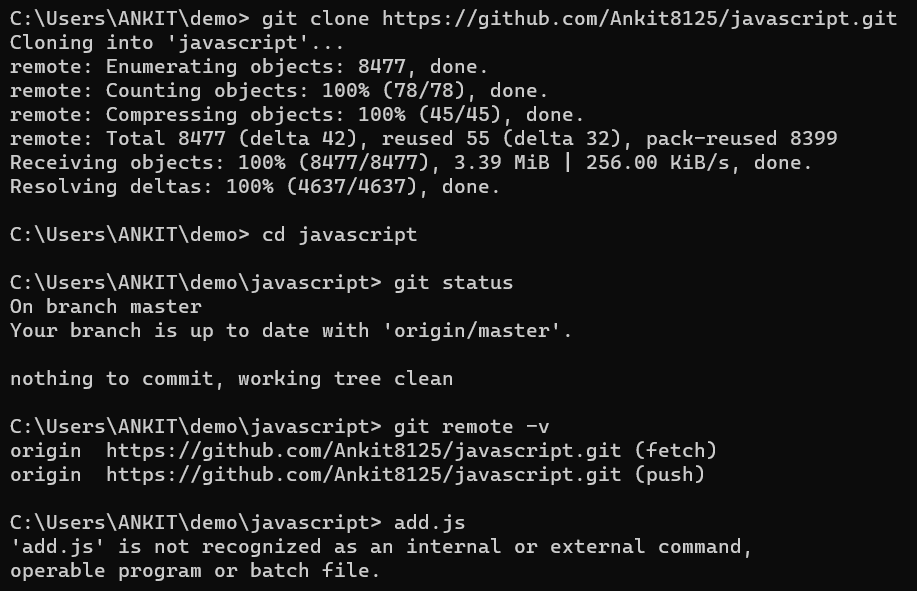 C:\Users\ANKIT\demo> git clone https://github.com/Ankit8125/javascript.git
Cloning into 'javascript'...
remote: Enumerating objects: 8477, done.
remote: Counting objects: 100% (78/78), done.
remote: Compressing objects: 100% (45/45), done.
remote: Total 8477 (delta 42), reused 55 (delta 32), pack-reused 8399
Receiving objects: 100% (8477/8477), 3.39 MiB | 256.00 KiB/s, done.
Resolving deltas: 100% (4637/4637), done.
C:\Users\ANKIT\demo> cd javascript
C:\Users\ANKIT\demo\javascript> git status
On branch master
Your branch is up to date with 'origin/master'.
nothing to commit, working tree clean
C:\Users\ANKIT\demo\javascript> git remote -v
origin  https://github.com/Ankit8125/javascript.git (fetch)
origin  https://github.com/Ankit8125/javascript.git (push)
C:\Users\ANKIT\demo\javascript> add.js
'add.js' is not recognized as an internal or external command,
operable program or batch file.